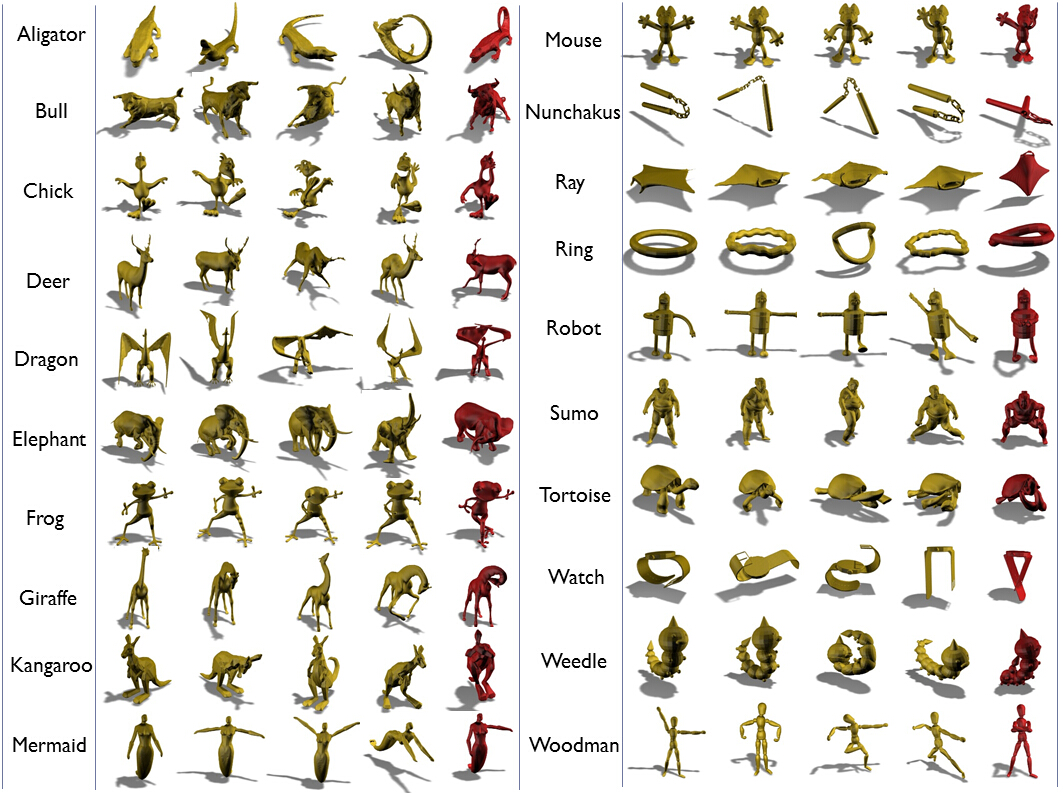 Aligator
Bull
Chick
Deer
Dragon
Elephant
Frog
Giraffe
Kangaroo
Mermaid
Mouse
Nunchakus
Ray
Ring
Robot
Sumo
Tortoise
Watch
Weedle
Woodman